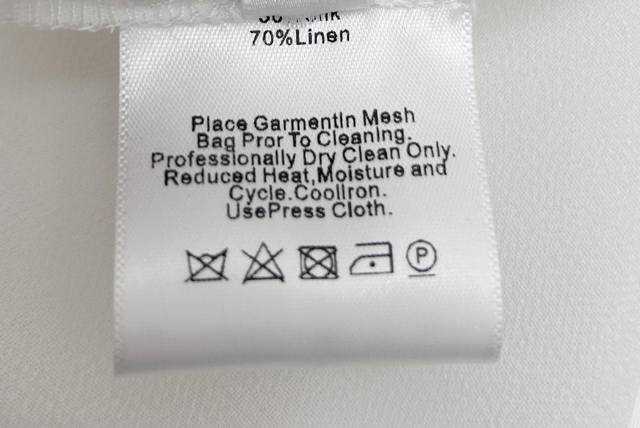 70%Linen
Place GarmentIn Mesh
Bag Pror To Cleaning.
Professionally Dry Clean Only.
Reduced Heat,Moisture and
Cycle.CoolIron.
UsePress Cloth.
P